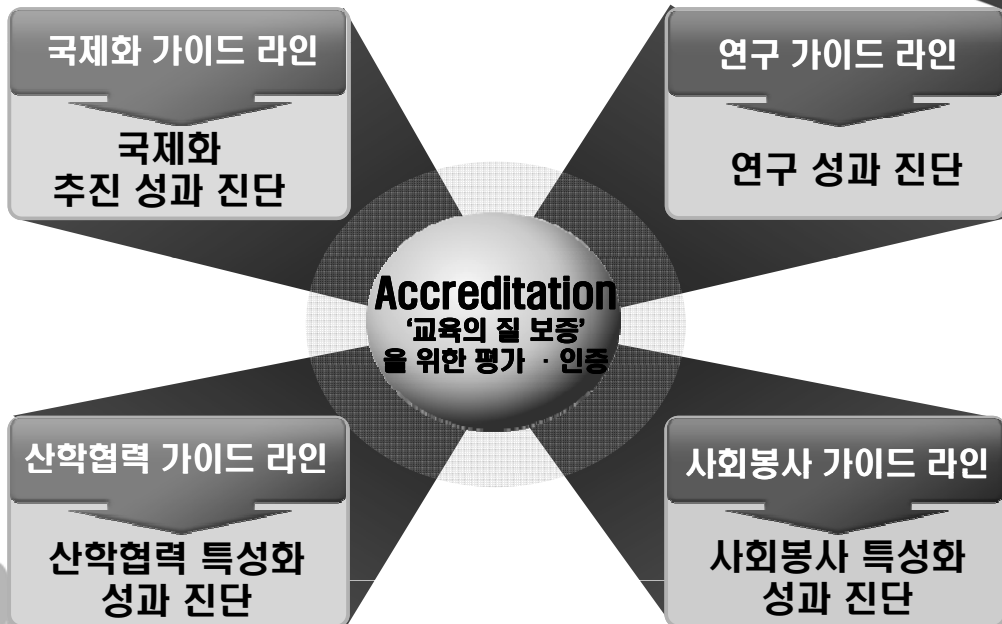 국제화 가이드 라인
국제화
추진 성과 진단
연구 가이드 라인
연구 성과 진단
Accreditation
‘교육의 질 보증’
을 위한 평가 · 인증
산학협력 가이드 라인
산학협력 특성화
성과 진단
사회봉사 가이드 라인
사회봉사 특성화
성과 진단